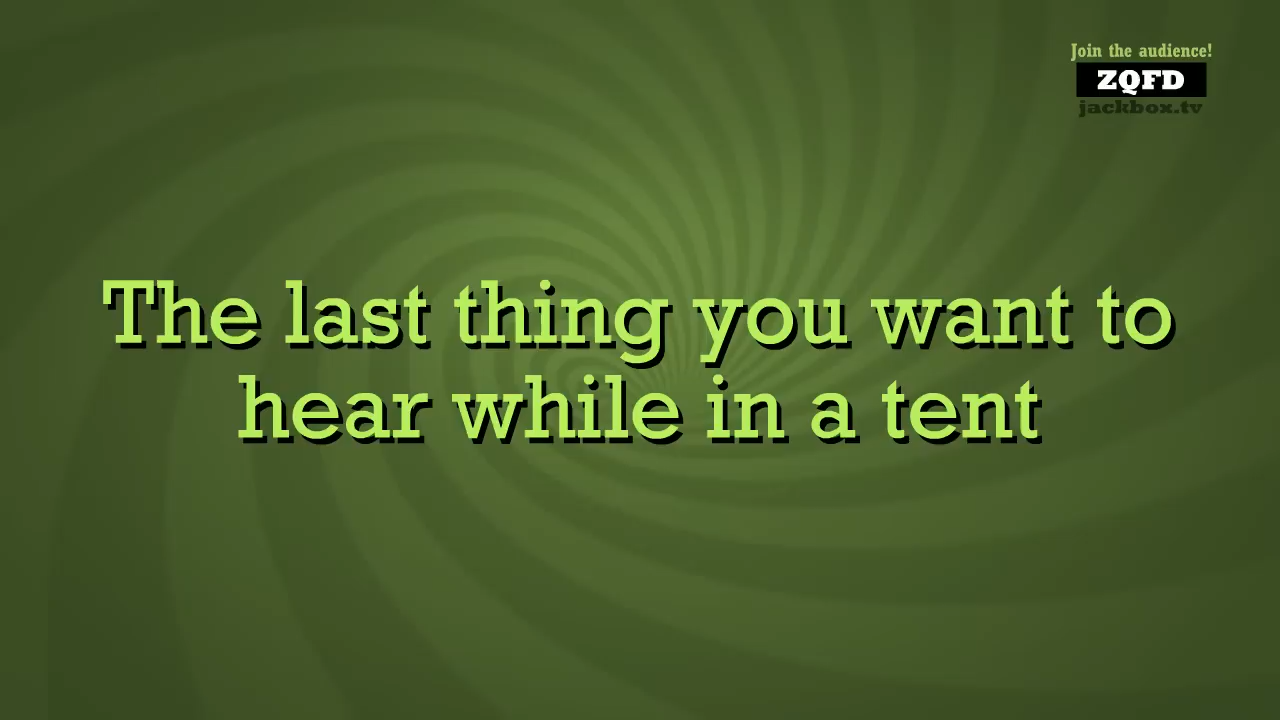 Join the audience!
ZQFD
jackbox.tv
The last thing you want to
hear while in a tent